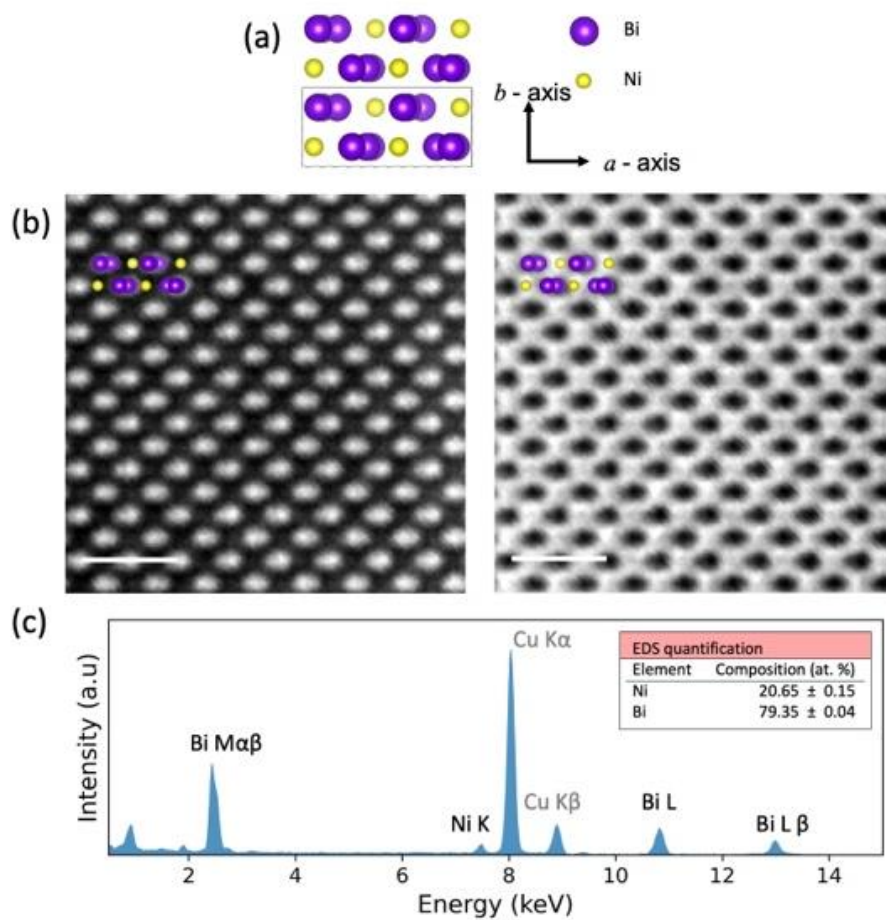 (a)
Bi
Ni
b - axis
a - axis
(b)
(c)
Intensity (a.u)
Bi Mαβ
Ni K
Cu Kα
Cu Kβ
Bi L
Bi L β
EDS quantification
Element Composition (at. %)
Ni 20.65 ± 0.15
Bi 79.35 ± 0.04
2 4 6 8 10 12 14
Energy (keV)